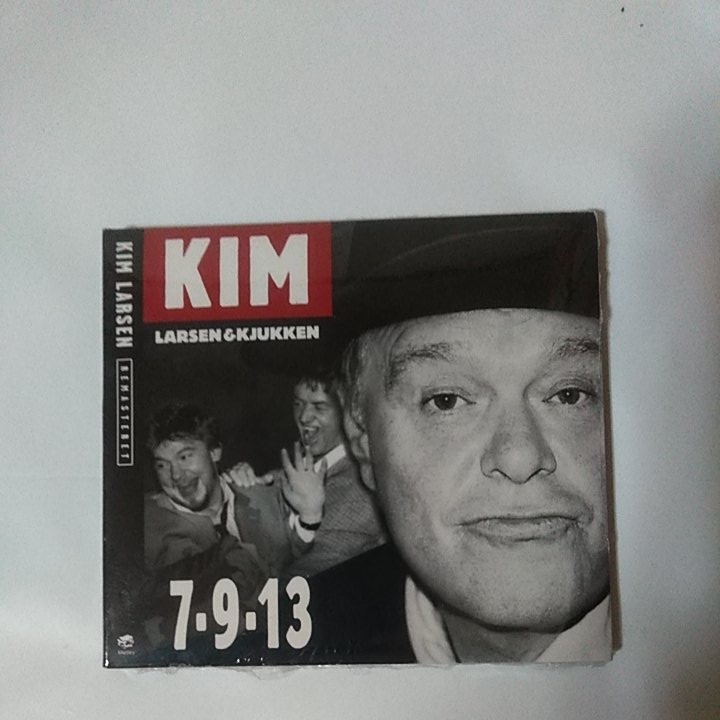 KIM
LARSEN&KJUKKEN
7-9-13
KIM LARSEN
REMASTERET
Medley